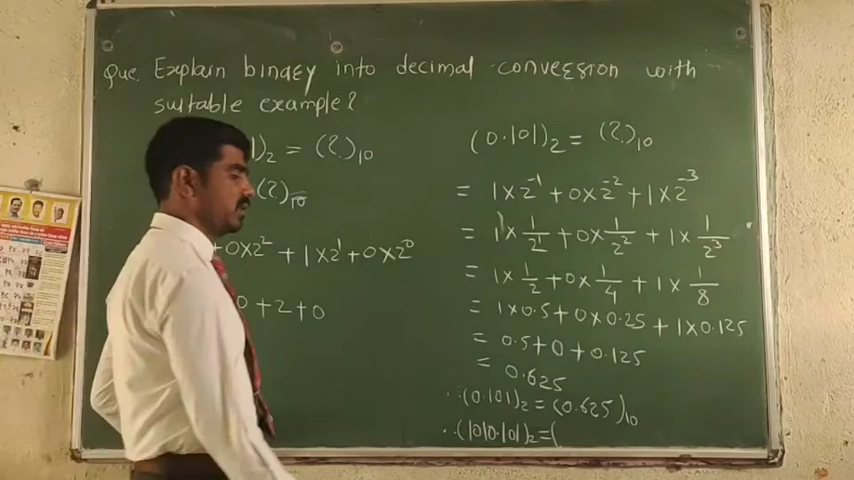 Que. Explain binary into decimal conversion with
suitable example?
1)₂ = (?)₁₀
(?)₁₀
+0×2² + 1×2¹ + 0×2⁰
0 + 2 + 0
(0.101)₂ = (?)₁₀
= 1×2⁻¹ + 0×2⁻² + 1×2⁻³
= 1× 1/2¹ + 0× 1/2² + 1× 1/2³
= 1× 1/2 + 0× 1/4 + 1× 1/8
= 1×0.5 + 0×0.25 + 1×0.125
= 0.5 + 0 + 0.125
= 0.625
∴ (0.101)₂ = (0.625)₁₀
∴ (1010.101)₂ = (